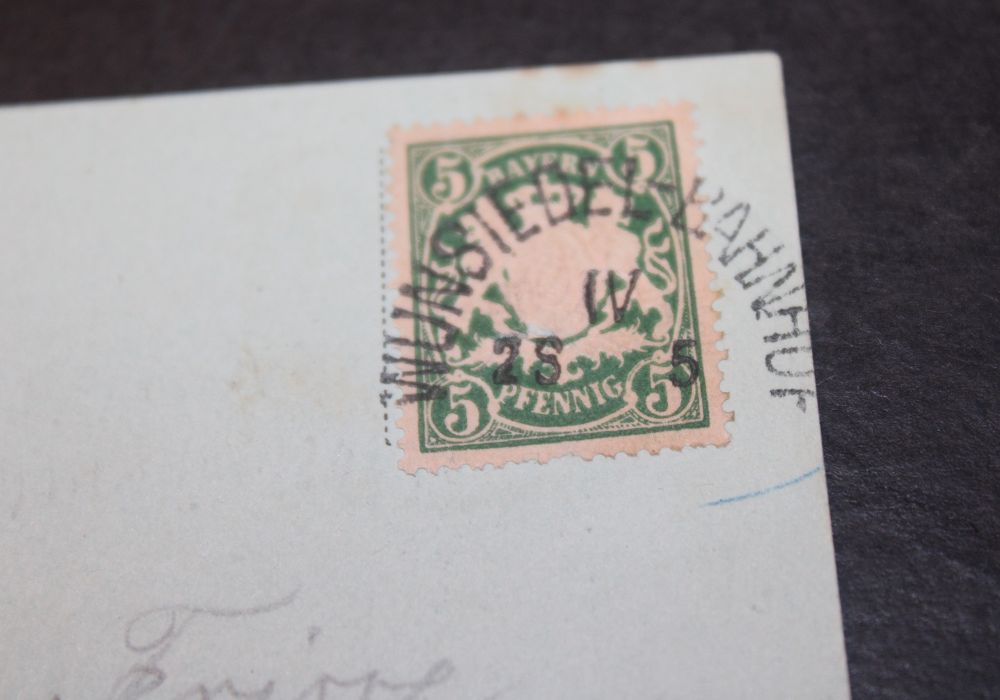 5 BAYERN 5
WUNSIEDEL-BAHNHOF
IV
28 5
5 PFENNIG 5